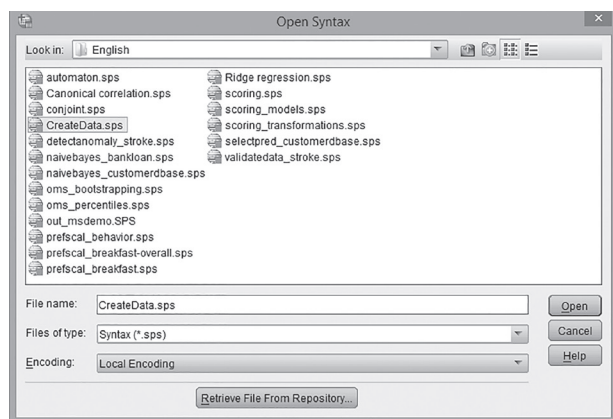 Open Syntax
Look in: English
automaton.sps
Canonical correlation.sps
conjoint.sps
CreateData.sps
detectanomaly_stroke.sps
naivebayes_bankloan.sps
naivebayes_customerdbase.sps
oms_bootstrapping.sps
oms_percentiles.sps
out_msdemo.SPS
prefscal_behavior.sps
prefscal_breakfast-overall.sps
prefscal_breakfast.sps
Ridge regression.sps
scoring.sps
scoring_models.sps
scoring_transformations.sps
selectpred_customerdbase.sps
validatedata_stroke.sps
File name: CreateData.sps
Open
Files of type: Syntax (*.sps)
Cancel
Encoding: Local Encoding
Help
Retrieve File From Repository...